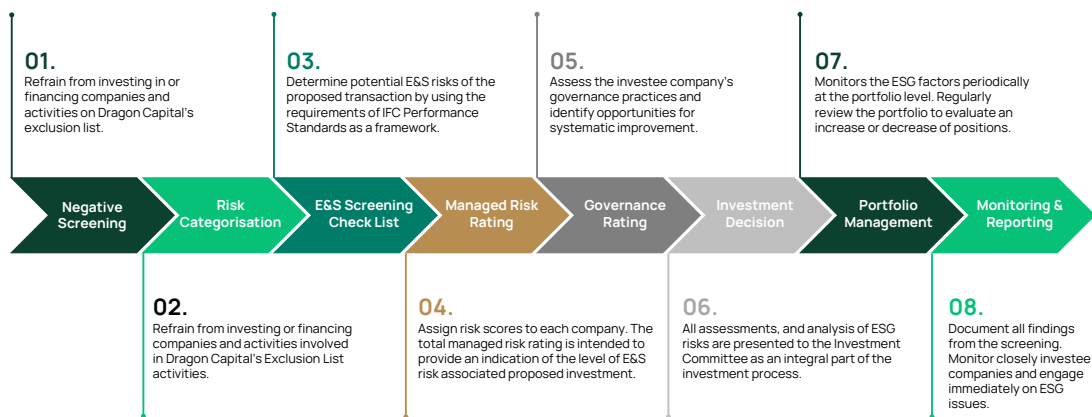 01.
Refrain from investing in or
financing companies and
activities on Dragon Capital's
exclusion list.
03.
Determine potential E&S risks of the
proposed transaction by using the
requirements of IFC Performance
Standards as a framework.
05.
Assess the investee company's
governance practices and
identify opportunities for
systematic improvement.
07.
Monitors the ESG factors periodically
at the portfolio level. Regularly
review the portfolio to evaluate an
increase or decrease of positions.
Negative
Screening
Risk
Categorisation
E&S Screening
Check List
Managed Risk
Rating
Governance
Rating
Investment
Decision
Portfolio
Management
Monitoring &
Reporting
02.
Refrain from investing or financing
companies and activities involved
in Dragon Capital's Exclusion List
activities.
04.
Assign risk scores to each company. The
total managed risk rating is intended to
provide an indication of the level of E&S
risk associated proposed investment.
06.
All assessments, and analysis of ESG
risks are presented to the Investment
Committee as an integral part of the
investment process.
08.
Document all findings
from the screening.
Monitor closely investee
companies and engage
immediately on ESG
issues.